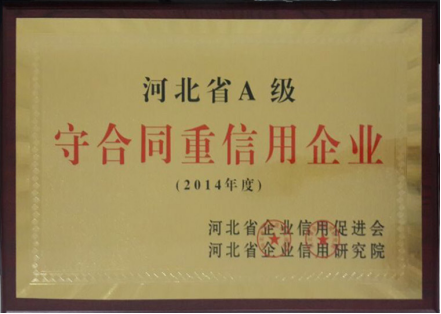 河北省A 级
守合同重信用企业
(2014年度)
河北省企业信用促进会
河北省企业信用研究院